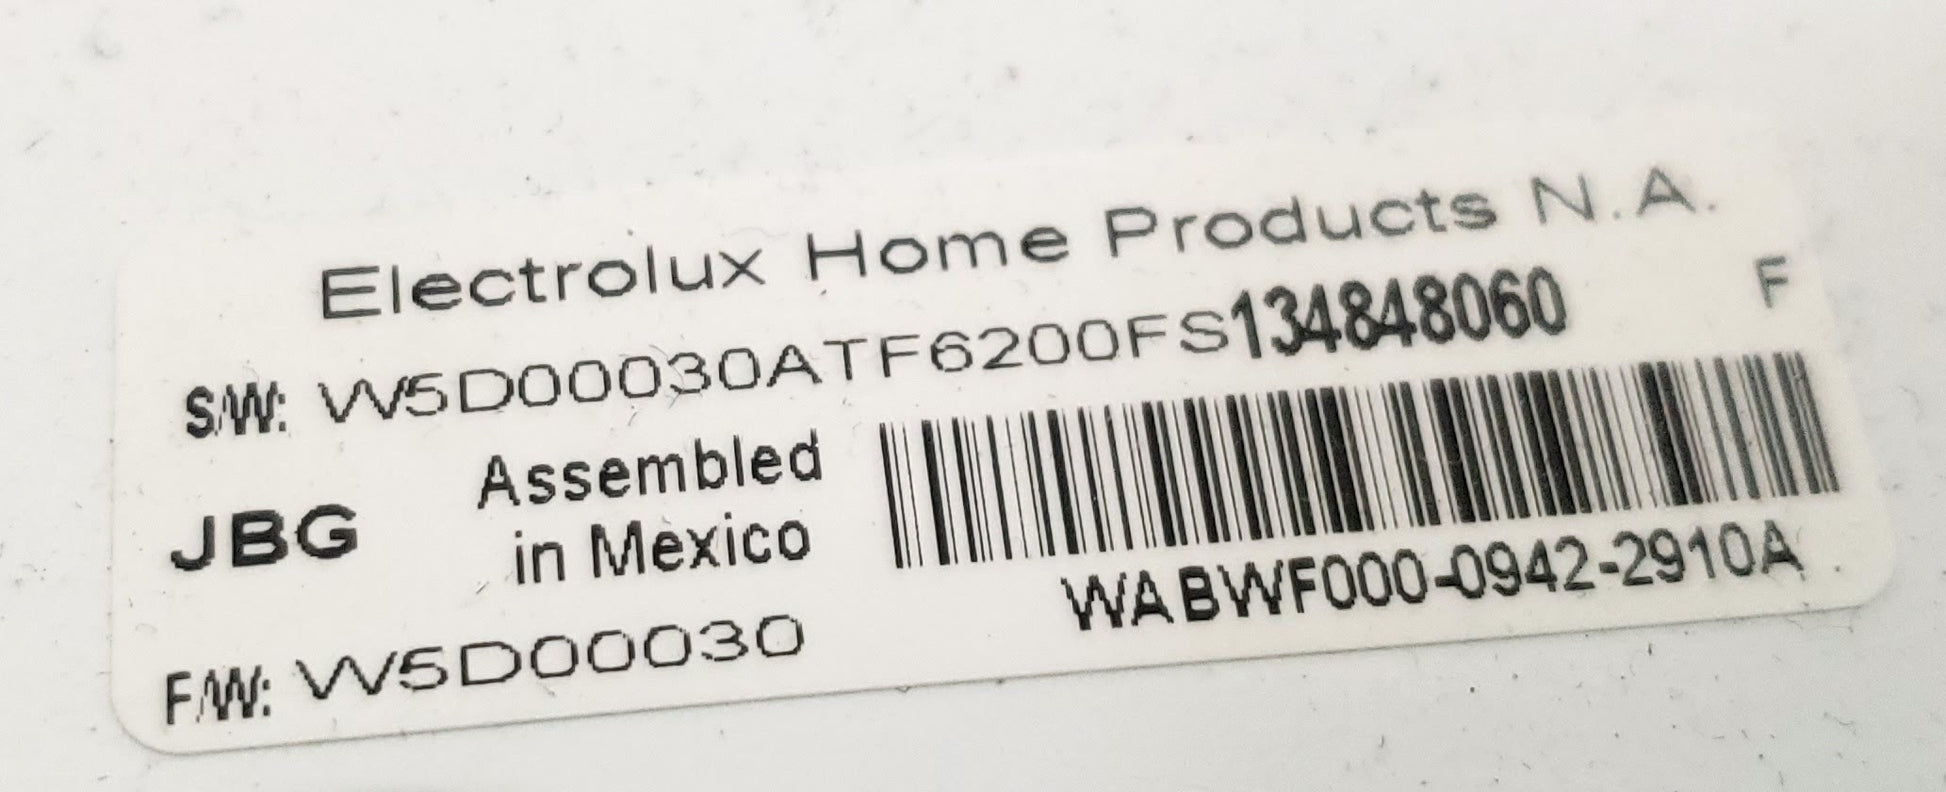 Electrolux Home Products N.A.
F
S/W: W5D00030ATF6200FS134848060
JBG
Assembled
in Mexico
WABWF000-0942-2910A
F/W: W5D00030